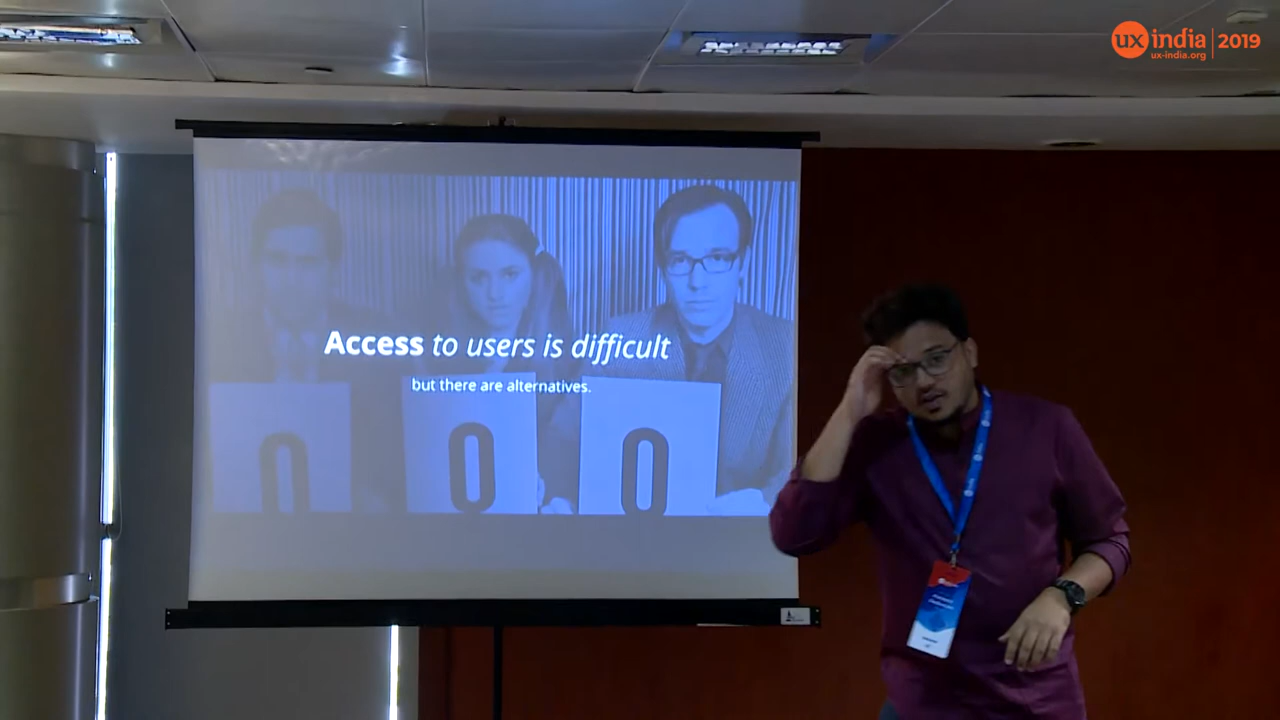 ux india 2019
ux-india.org
Access to users is difficult
but there are alternatives.
0 0 0